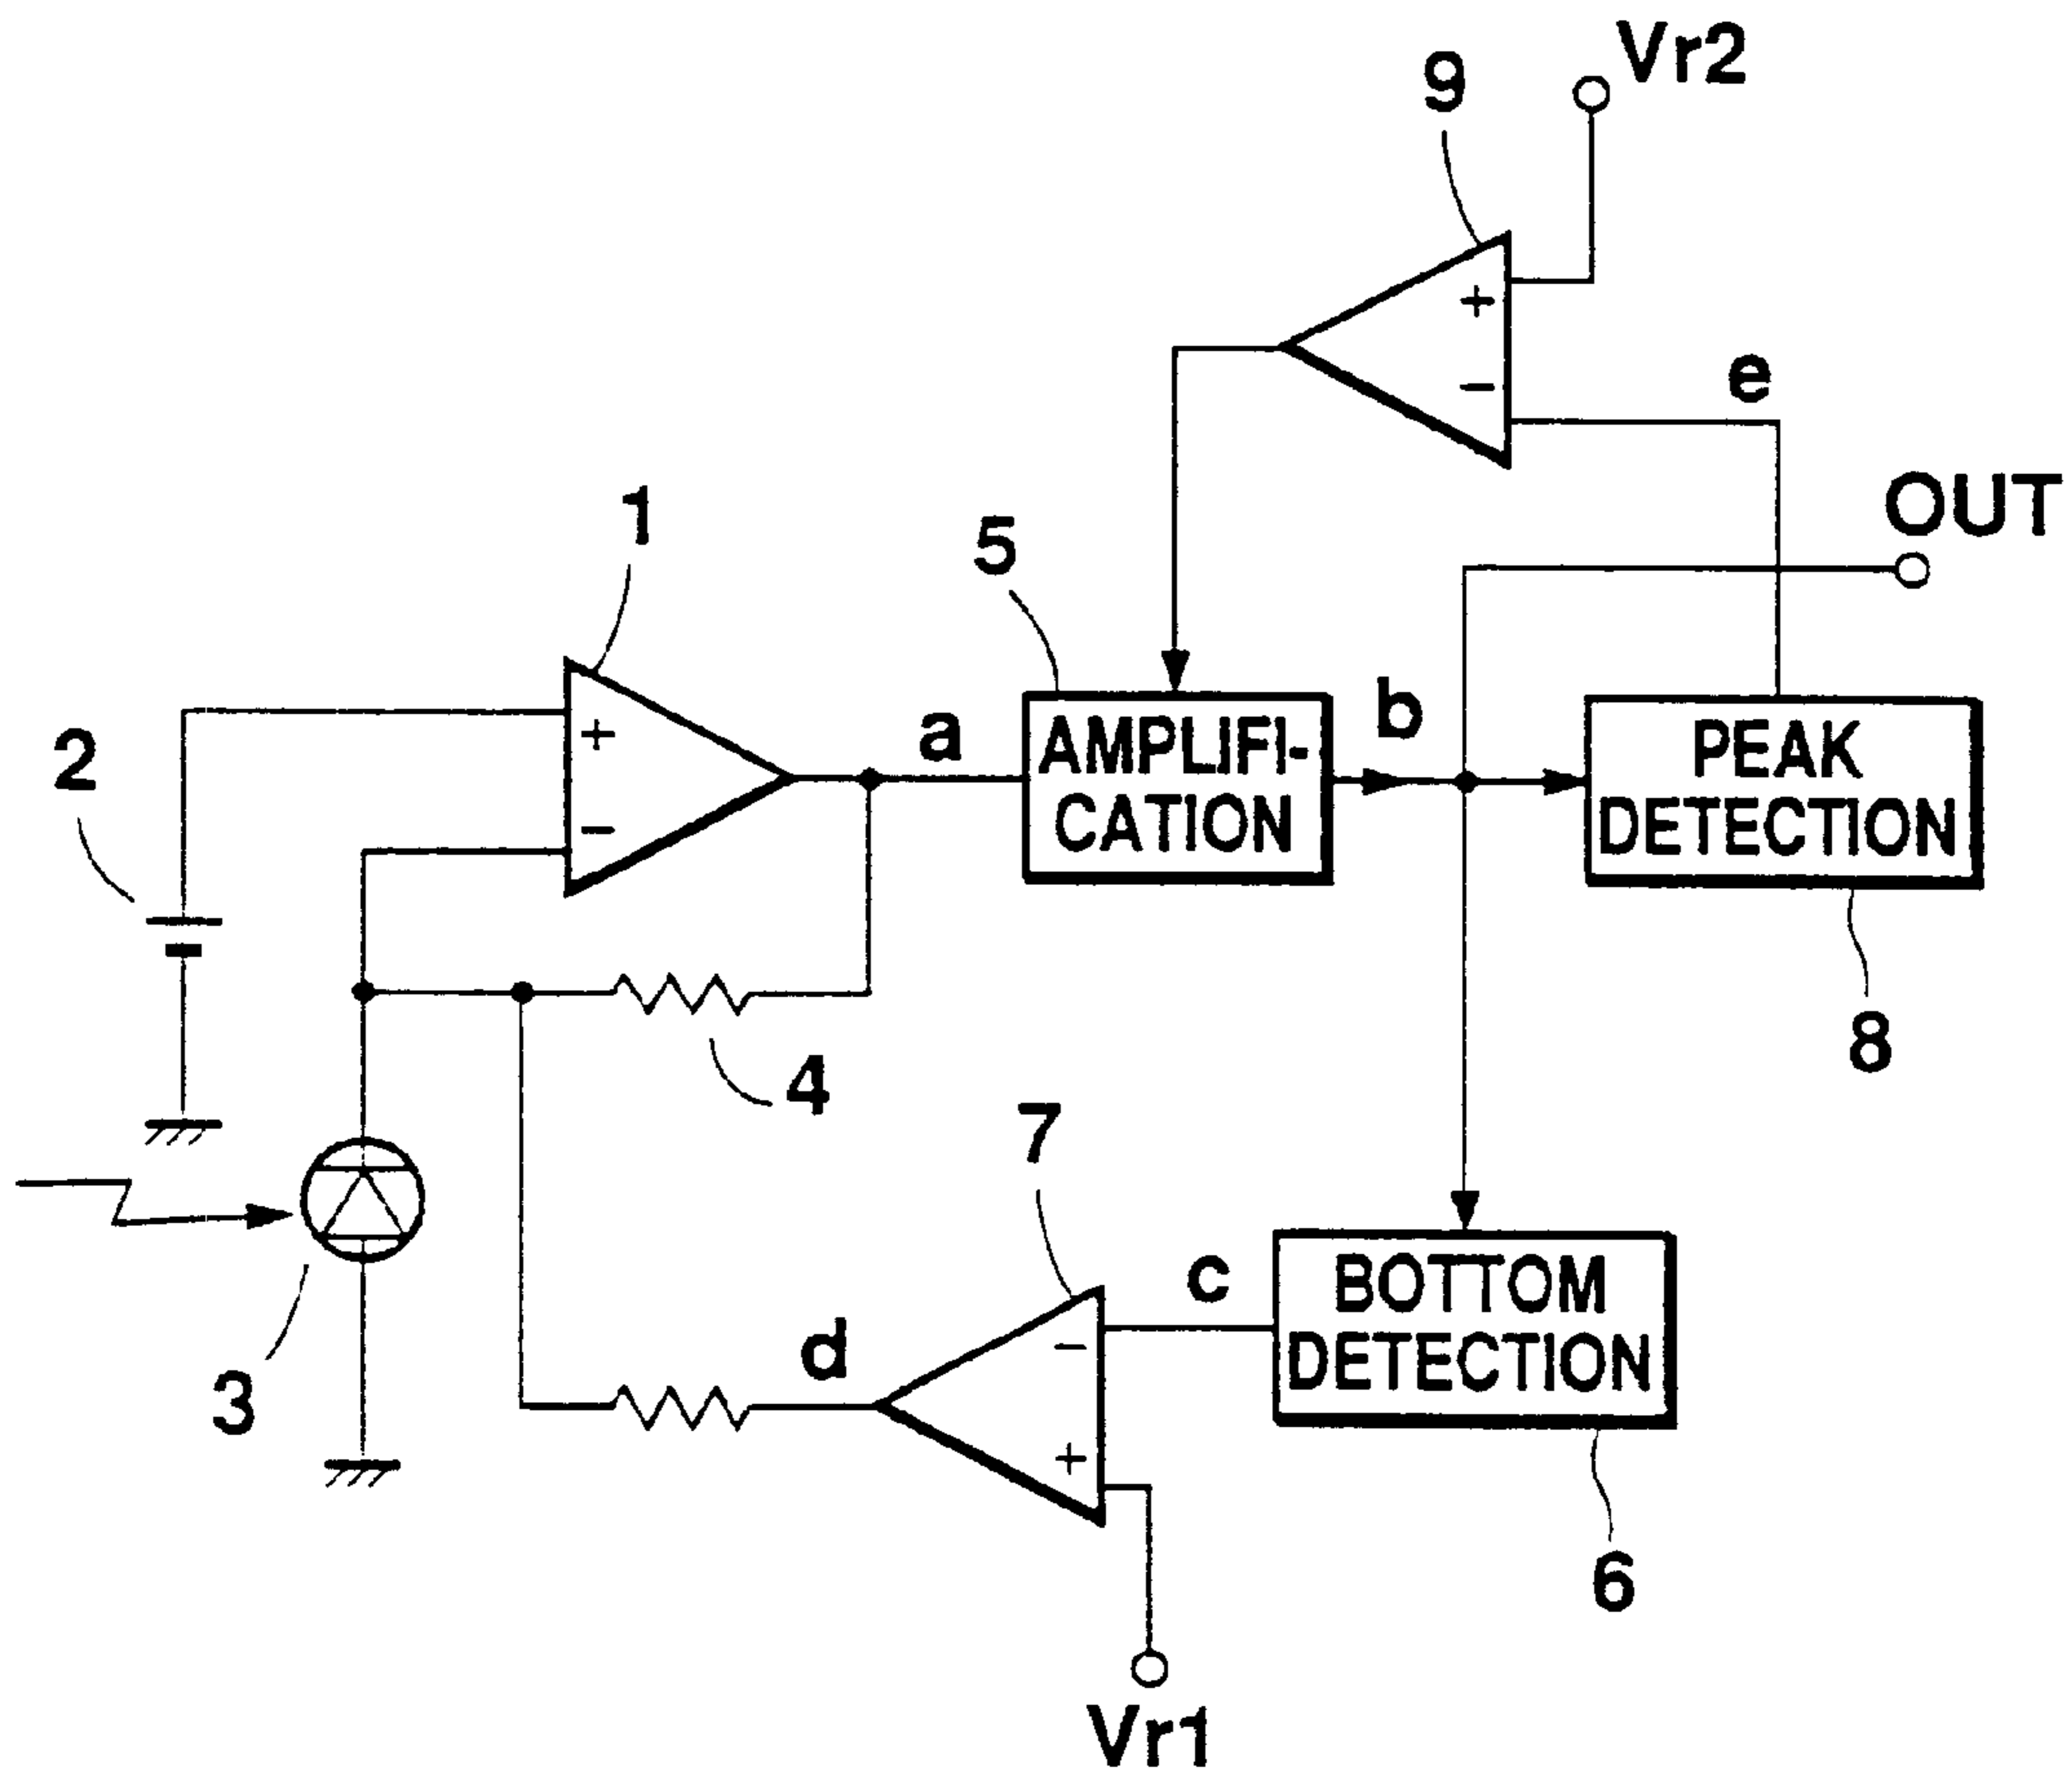 Vr2
9
+
−
e
OUT
1
5
2
+
−
a
AMPLIFI-
CATION
b
PEAK
DETECTION
8
4
7
3
d
−
+
c
BOTTOM
DETECTION
6
Vr1